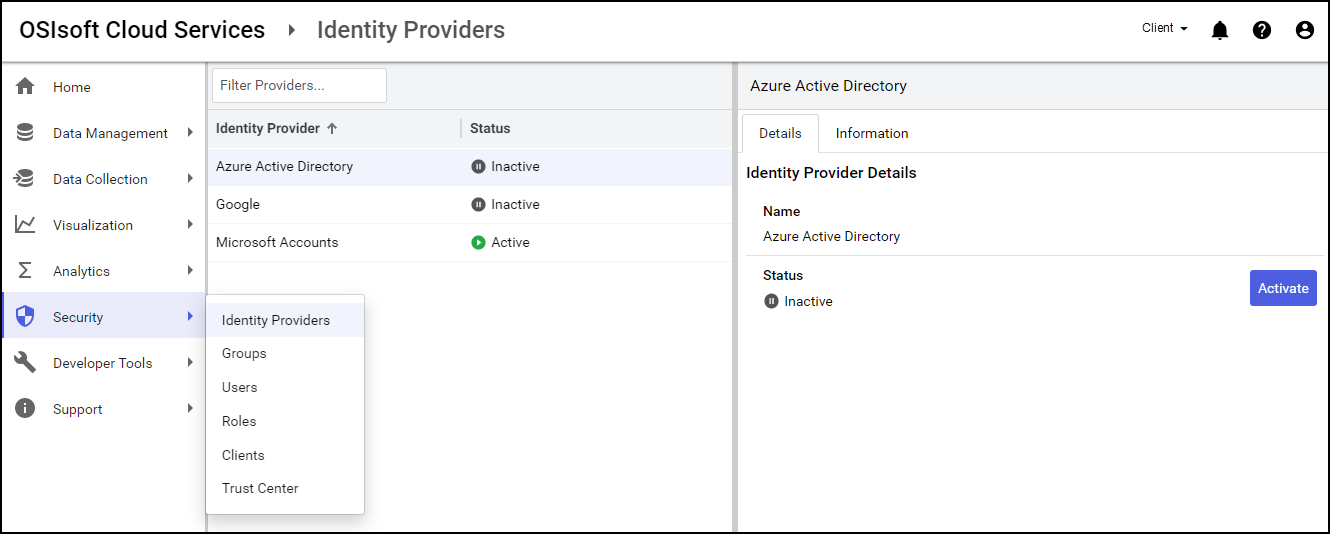 OSIsoft Cloud Services Identity Providers
Client
Home
Data Management
Data Collection
Visualization
Analytics
Security
Developer Tools
Support
Identity Providers
Groups
Users
Roles
Clients
Trust Center
Filter Providers...
Identity Provider Status
Azure Active Directory Inactive
Google Inactive
Microsoft Accounts Active
Azure Active Directory
Details Information
Identity Provider Details
Name
Azure Active Directory
Status
Inactive
Activate